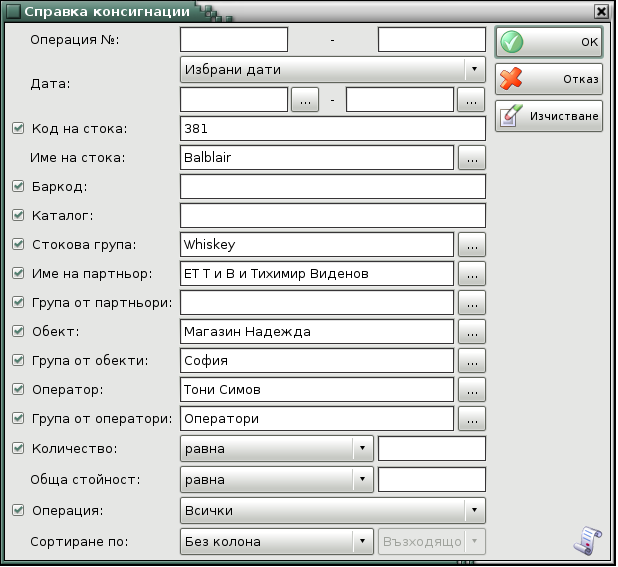 Справка консигнации
Операция №: -
OK
Избрани дати
Дата:
... - ...
Отказ
Изчистване
Код на стока: 381
Име на стока: Balblair ...
Баркод:
Каталог:
Стокова група: Whiskey ...
Име на партньор: ЕТ Т и В и Тихимир Виденов ...
Група от партньори: ...
Обект: Магазин Надежда ...
Група от обекти: София ...
Оператор: Тони Симов ...
Група от оператори: Оператори ...
Количество: равна
Обща стойност: равна
Операция: Всички
Сортиране по: Без колона Възходящо